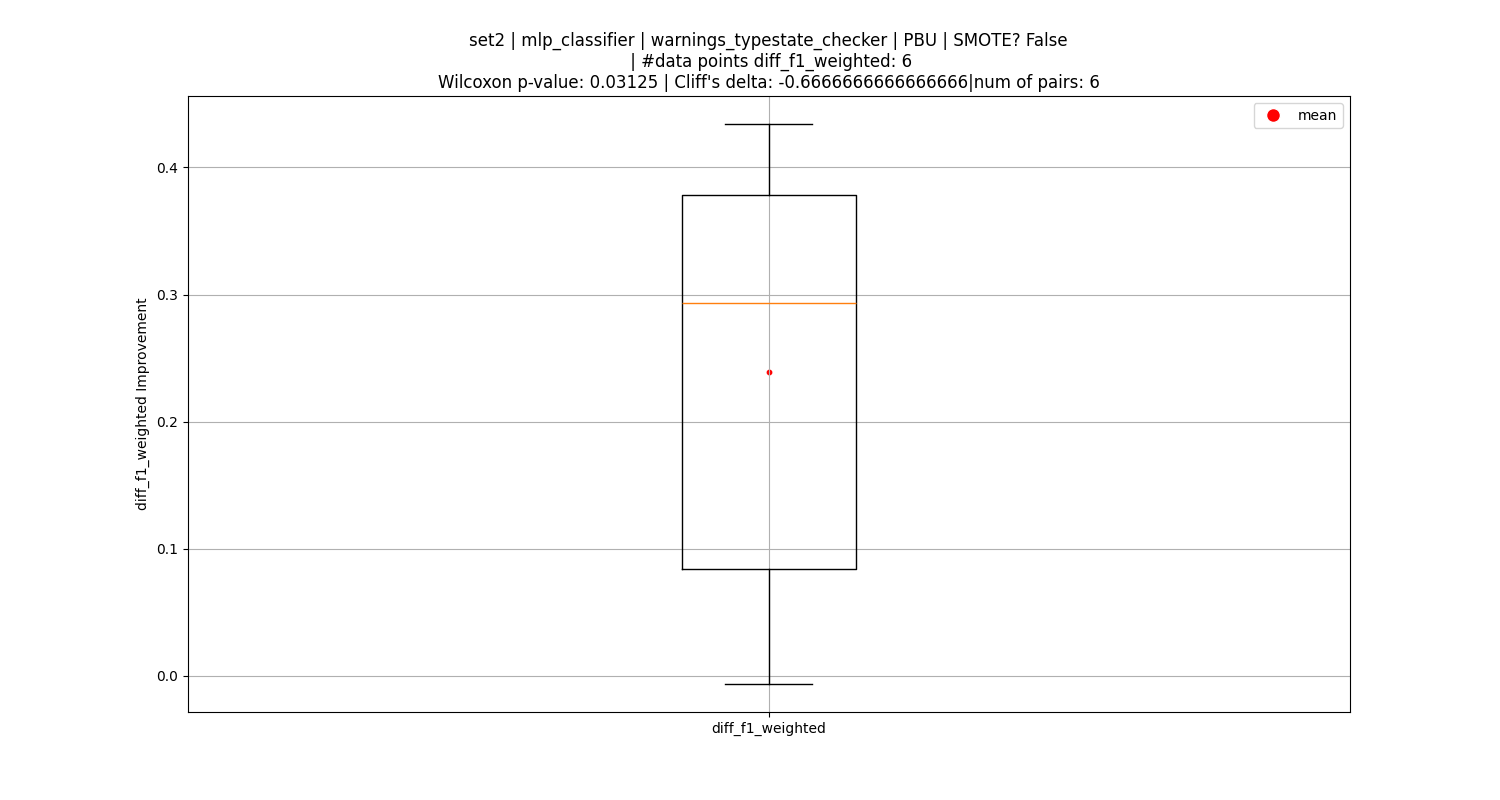 set2 | mlp_classifier | warnings_typestate_checker | PBU | SMOTE? False
| #data points diff_f1_weighted: 6
Wilcoxon p-value: 0.03125 | Cliff's delta: -0.6666666666666666|num of pairs: 6
mean
0.4
0.3
0.2
0.1
0.0
diff_f1_weighted Improvement
diff_f1_weighted